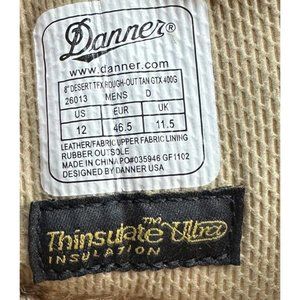 Danner
www.danner.com
8" DESERT TFX ROUGH-OUT TAN GTX 400G
26013 MENS D
US EUR UK
12 46.5 11.5
LEATHER/FABRIC UPPER FABRIC LINING
RUBBER OUTSOLE
MADE IN CHINA PO#035946 GF1102
DESIGNED BY DANNER USA
Thinsulate™ Ultra
INSULATION